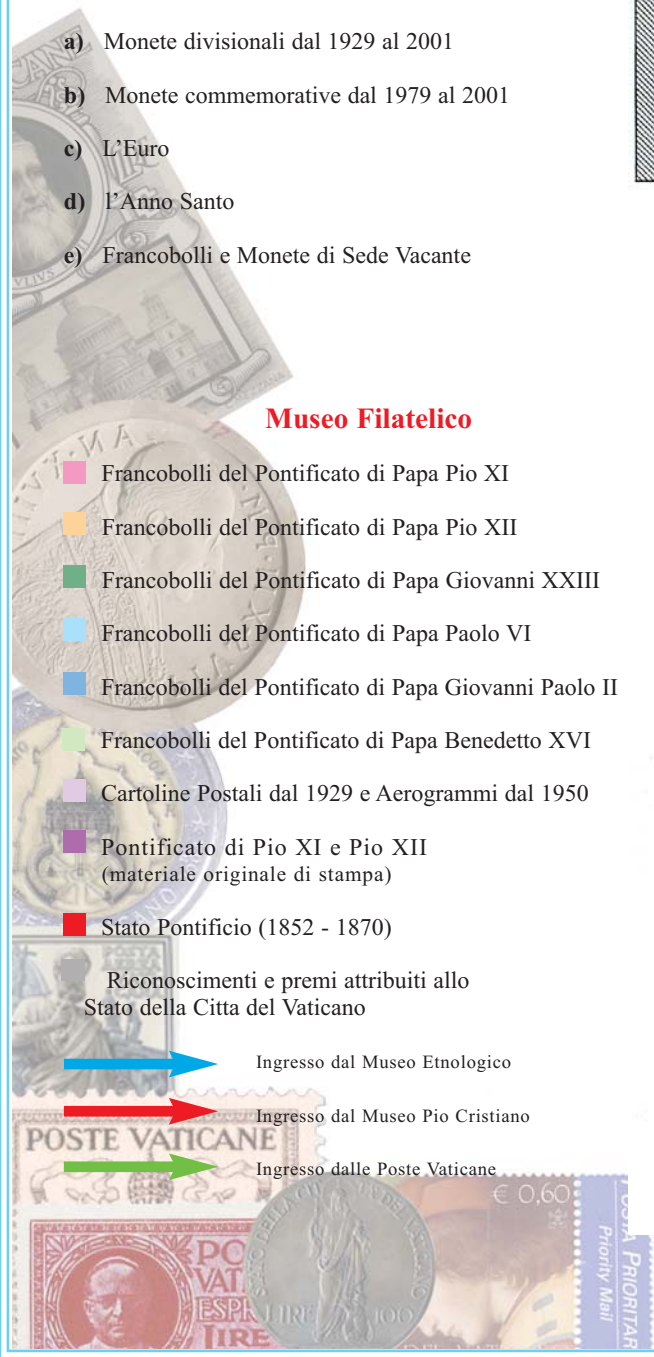 a) Monete divisionali dal 1929 al 2001
b) Monete commemorative dal 1979 al 2001
c) L’Euro
d) l’Anno Santo
e) Francobolli e Monete di Sede Vacante
Museo Filatelico
Francobolli del Pontificato di Papa Pio XI
Francobolli del Pontificato di Papa Pio XII
Francobolli del Pontificato di Papa Giovanni XXIII
Francobolli del Pontificato di Papa Paolo VI
Francobolli del Pontificato di Papa Giovanni Paolo II
Francobolli del Pontificato di Papa Benedetto XVI
Cartoline Postali dal 1929 e Aerogrammi dal 1950
Pontificato di Pio XI e Pio XII
(materiale originale di stampa)
Stato Pontificio (1852 - 1870)
Riconoscimenti e premi attribuiti allo
Stato della Citta del Vaticano
Ingresso dal Museo Etnologico
Ingresso dal Museo Pio Cristiano
Ingresso dalle Poste Vaticane
POSTE VATICANE
€ 0,60
Priority Mail
LIRE 100
LIRE